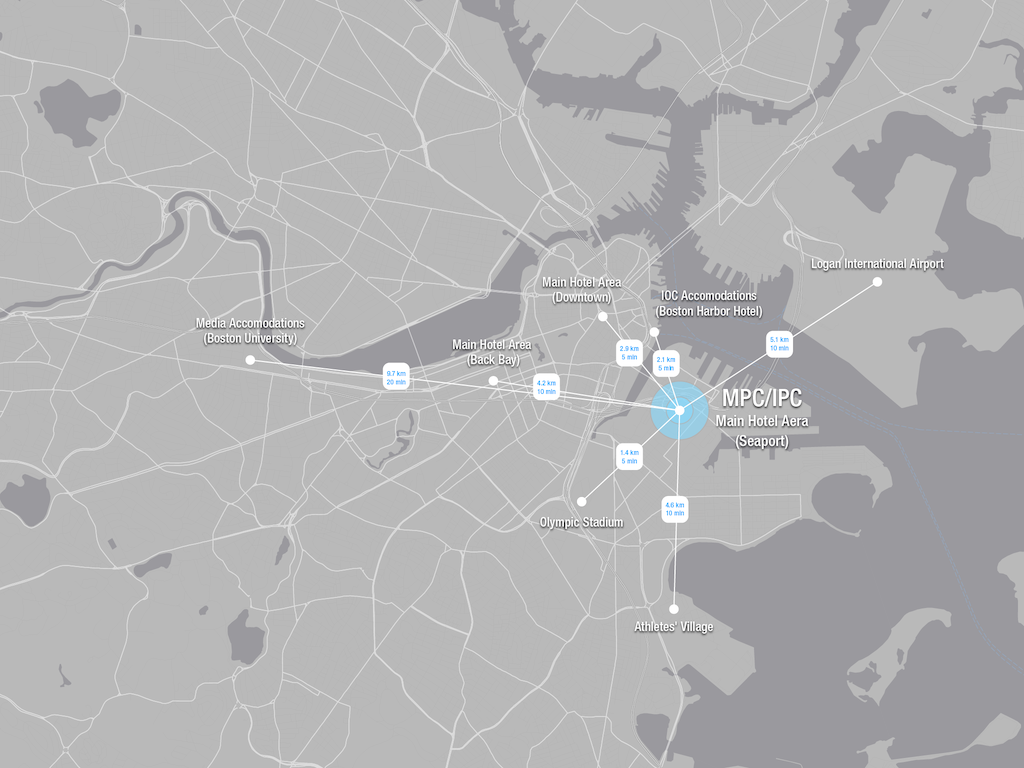 Logan International Airport
Main Hotel Area
(Downtown)
IOC Accomodations
(Boston Harbor Hotel)
Media Accomodations
(Boston University)
Main Hotel Area
(Back Bay)
5.1 km
10 min
2.9 km
5 min
2.1 km
5 min
9.7 km
20 min
4.2 km
10 min
MPC/IPC
Main Hotel Aera
(Seaport)
1.4 km
5 min
4.6 km
10 min
Olympic Stadium
Athletes' Village